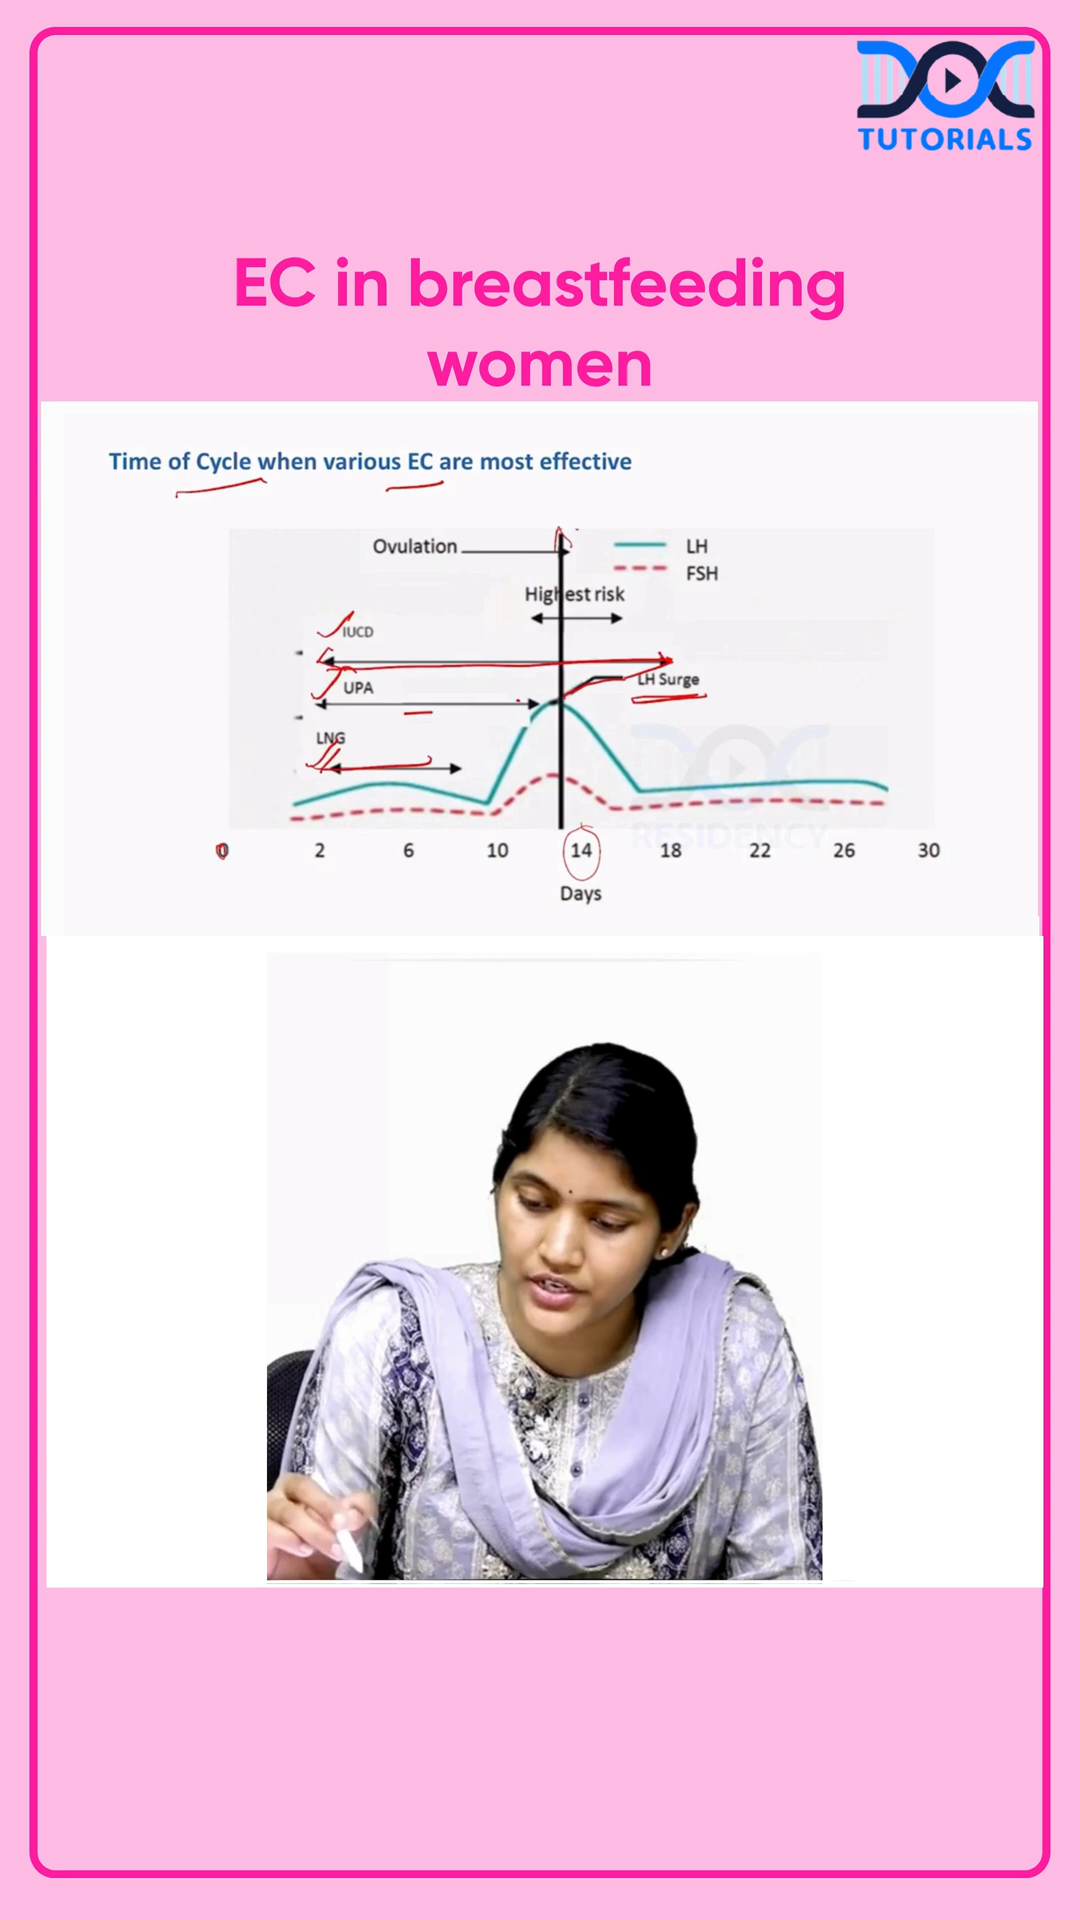 TUTORIALS
EC in breastfeeding
women
Time of Cycle when various EC are most effective
Ovulation
LH
FSH
Highest risk
IUCD
LH Surge
UPA
LNG
RESIDENCY
0 2 6 10 14 18 22 26 30
Days